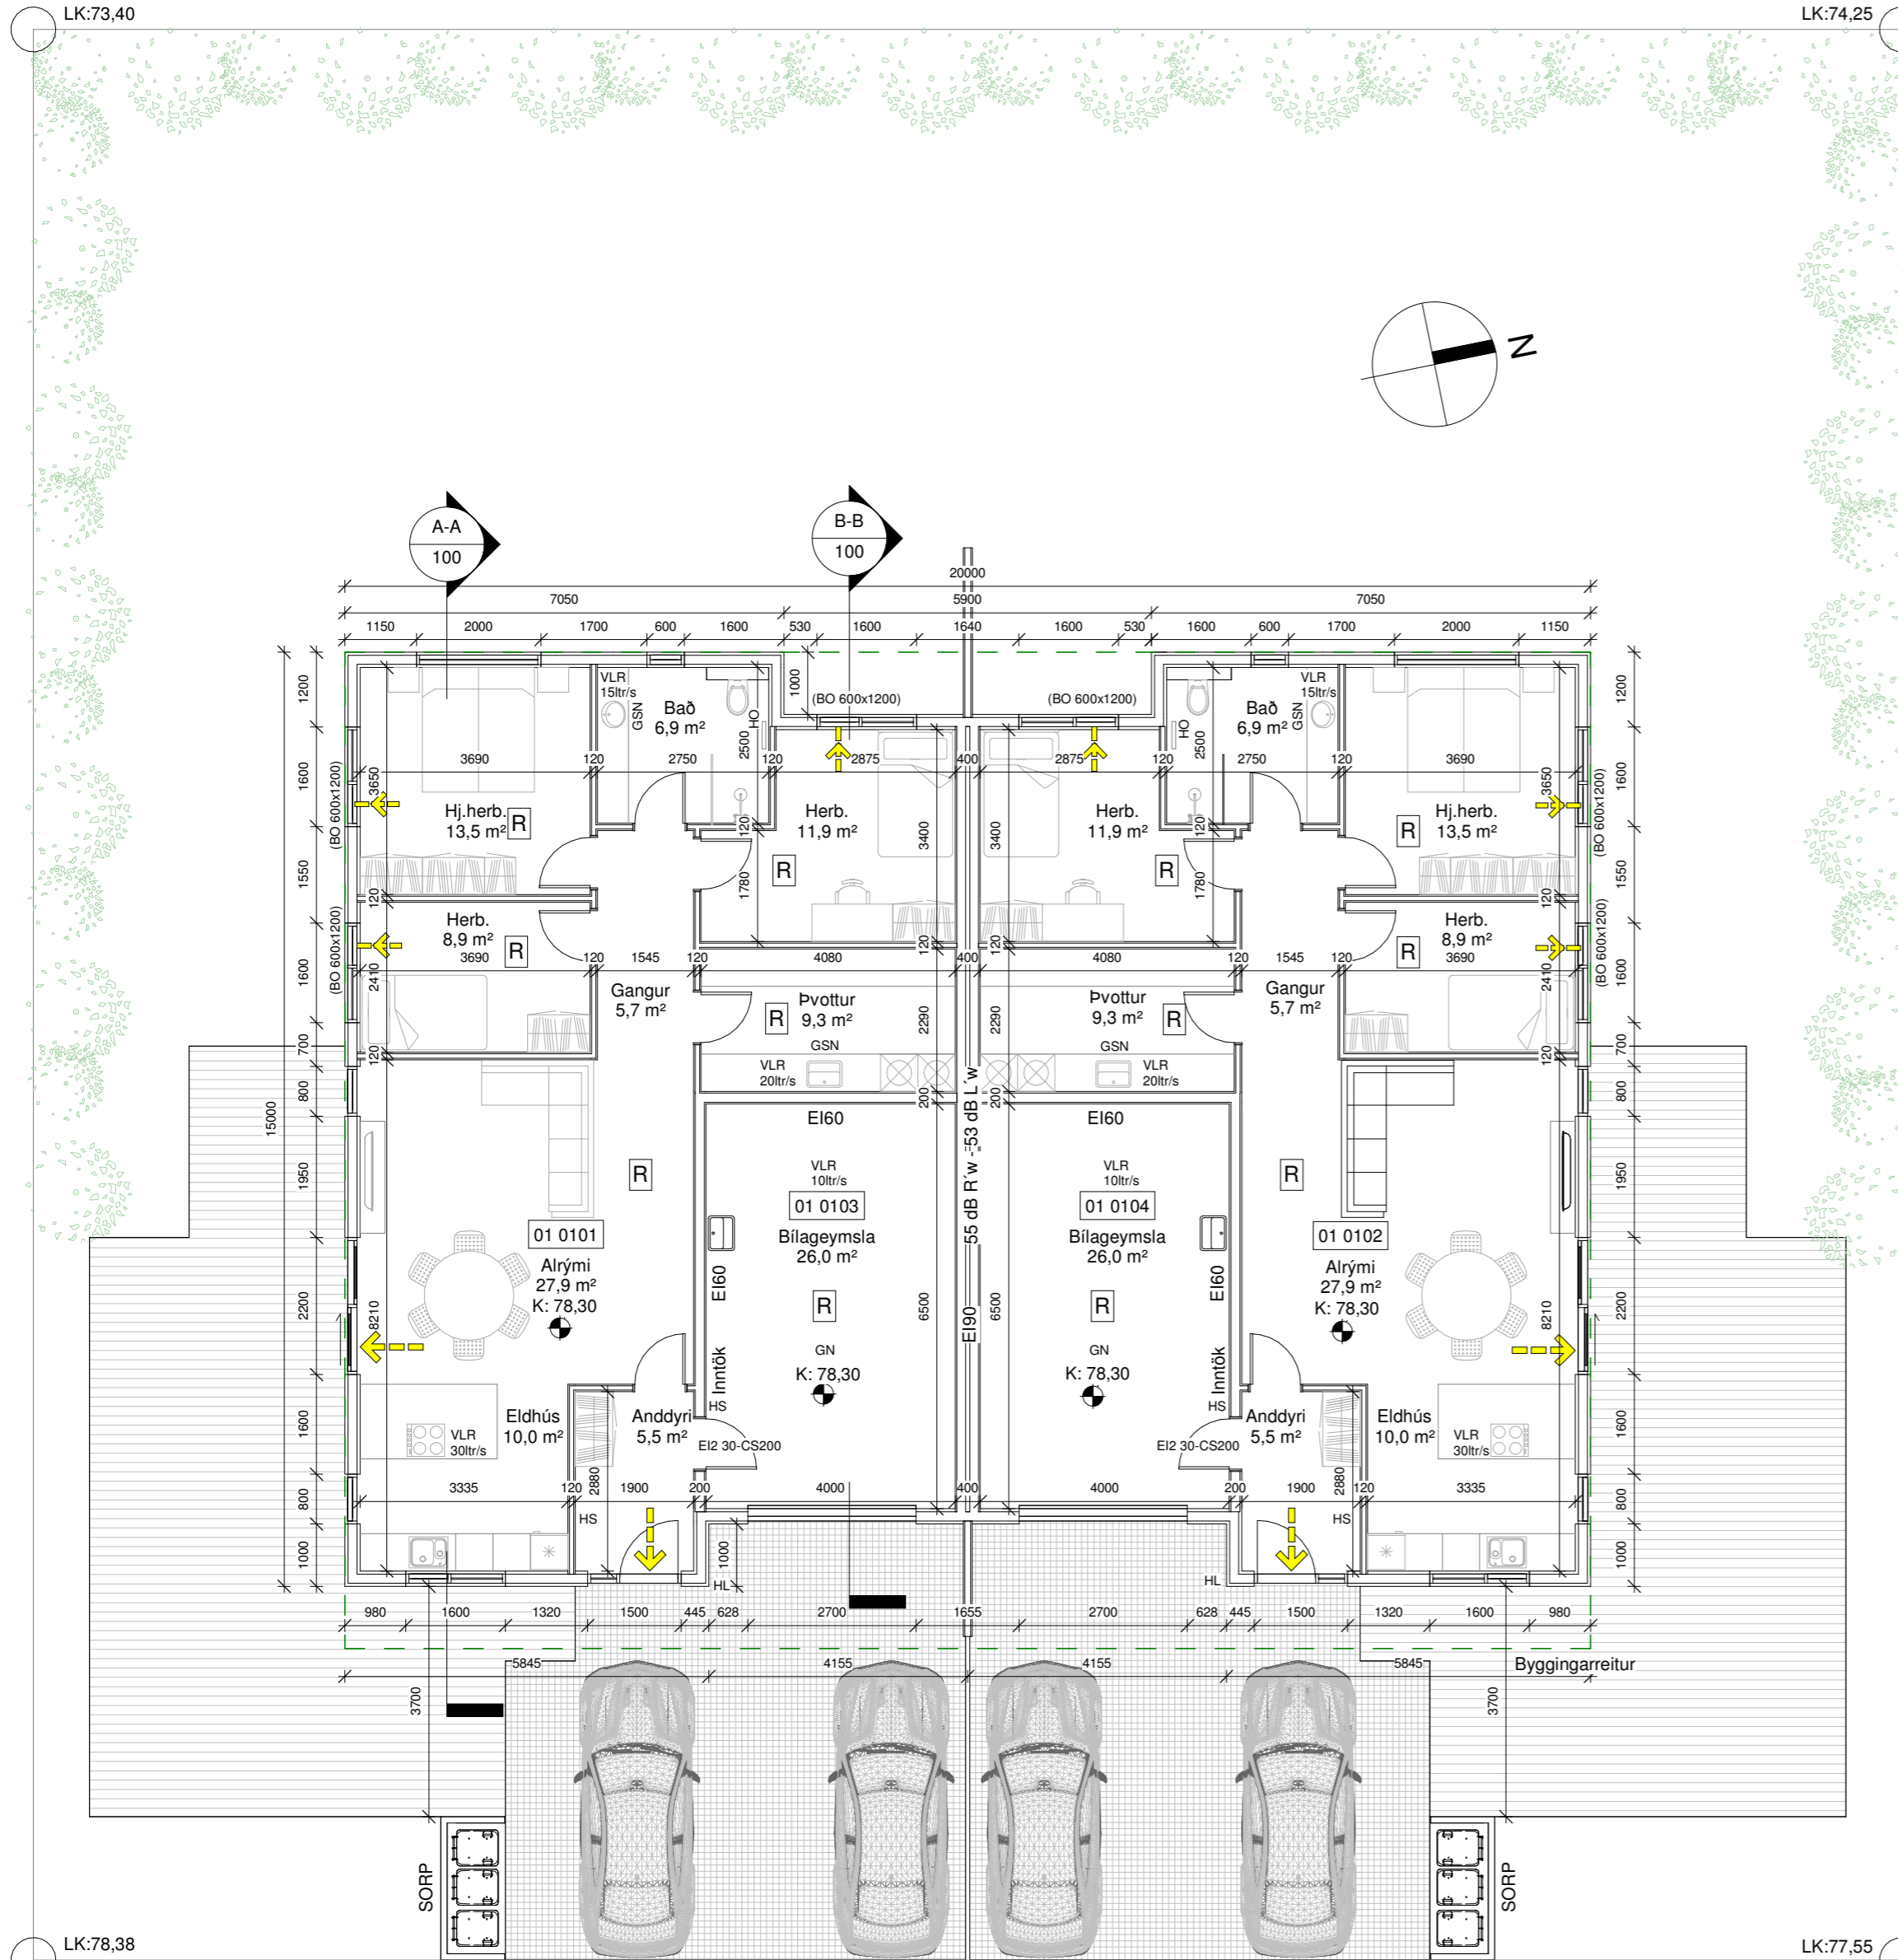 LK:73,40
LK:74,25
N
A-A
100
B-B
100
20000
7050
5900
7050
1150
2000
1700
600
1600
530
1600
1640
1600
530
1600
600
1700
2000
1150
15000
1200
1600
1550
1600
700
800
1950
2200
1600
800
1000
(BO 600x1200)
(BO 600x1200)
1000
(BO 600x1200)
(BO 600x1200)
VLR
15ltr/s
GSN
Bað
6,9 m²
HO
2500
VLR
15ltr/s
GSN
Bað
6,9 m²
HO
2500
3690
120
2750
120
2875
400
2875
120
2750
120
3690
3650
Hj.herb.
13,5 m²
R
Herb.
11,9 m²
R
3400
120
1780
3400
Herb.
11,9 m²
R
120
1780
R
Hj.herb.
13,5 m²
3650
120
120
Herb.
8,9 m²
R
R
Herb.
8,9 m²
120
120
3690
120
1545
120
4080
400
4080
120
1545
120
3690
2410
Gangur
5,7 m²
R
Þvottur
9,3 m²
GSN
2290
2290
Þvottur
9,3 m²
GSN
R
Gangur
5,7 m²
2410
120
120
VLR
20ltr/s
VLR
20ltr/s
200
200
EI60
EI60
EI90
55 dB R´w - 53 dB L´w
VLR
10ltr/s
VLR
10ltr/s
R
R
01 0101
01 0103
01 0104
01 0102
Alrými
27,9 m²
K: 78,30
Bílageymsla
26,0 m²
Bílageymsla
26,0 m²
Alrými
27,9 m²
K: 78,30
EI60
R
R
EI60
8210
6500
6500
8210
GN
K: 78,30
GN
K: 78,30
Inntök
Inntök
HS
HS
Eldhús
10,0 m²
VLR
30ltr/s
Anddyri
5,5 m²
EI2 30-CS200
EI2 30-CS200
Anddyri
5,5 m²
Eldhús
10,0 m²
VLR
30ltr/s
3335
120
2880
1900
200
4000
400
4000
200
1900
2880
120
3335
HS
HS
1000
HL
HL
(BO 600x1200)
(BO 600x1200)
1200
1600
1550
1600
700
800
1950
2200
1600
800
1000
980
1600
1320
1500
445
628
2700
1655
2700
628
445
1500
1320
1600
980
5845
4155
4155
5845
Byggingarreitur
3700
3700
SORP
SORP
LK:78,38
LK:77,55